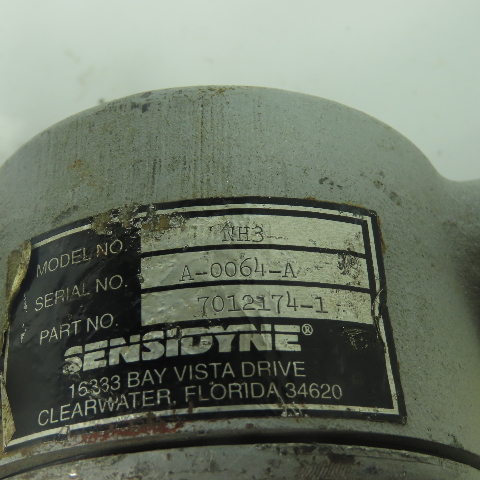 MODEL NO. NH3
SERIAL NO. A-0064-A
PART NO. 7012174-1
SENSIDYNE®
16333 BAY VISTA DRIVE
CLEARWATER, FLORIDA 34620